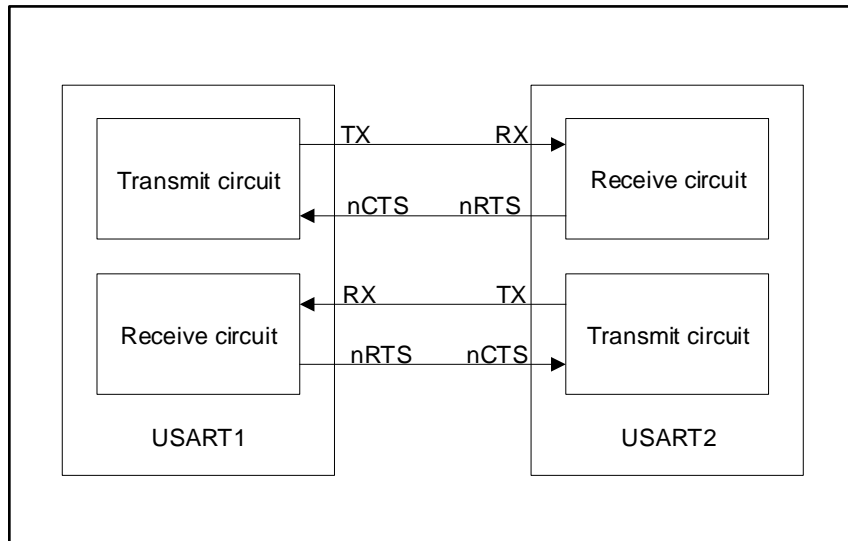 TX RX
Transmit circuit Receive circuit
nCTS nRTS
RX TX
Receive circuit Transmit circuit
nRTS nCTS
USART1 USART2